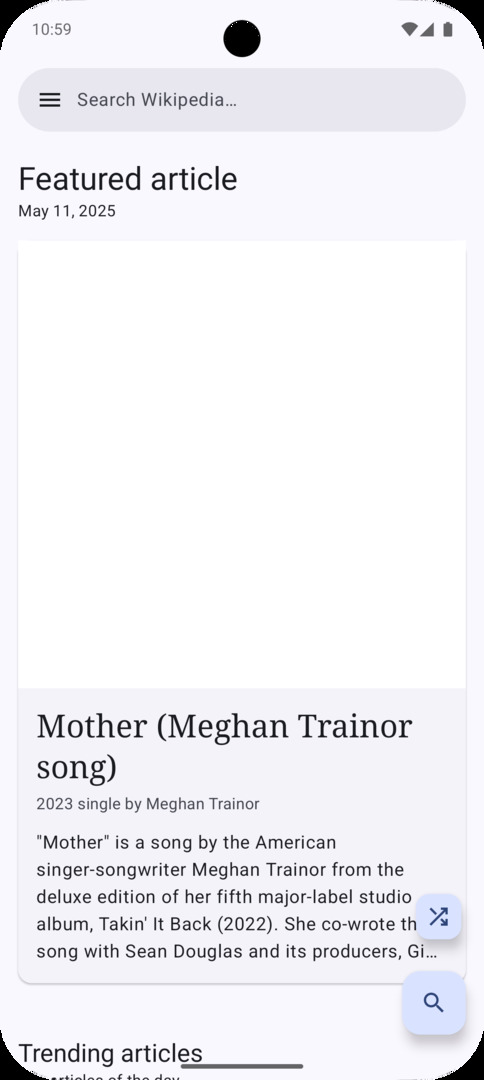 10:59
Search Wikipedia…
Featured article
May 11, 2025
Mother (Meghan Trainor
song)
2023 single by Meghan Trainor
"Mother" is a song by the American
singer-songwriter Meghan Trainor from the
deluxe edition of her fifth major-label studio
album, Takin' It Back (2022). She co-wrote th
song with Sean Douglas and its producers, Gi…
Trending articles
articles of the day